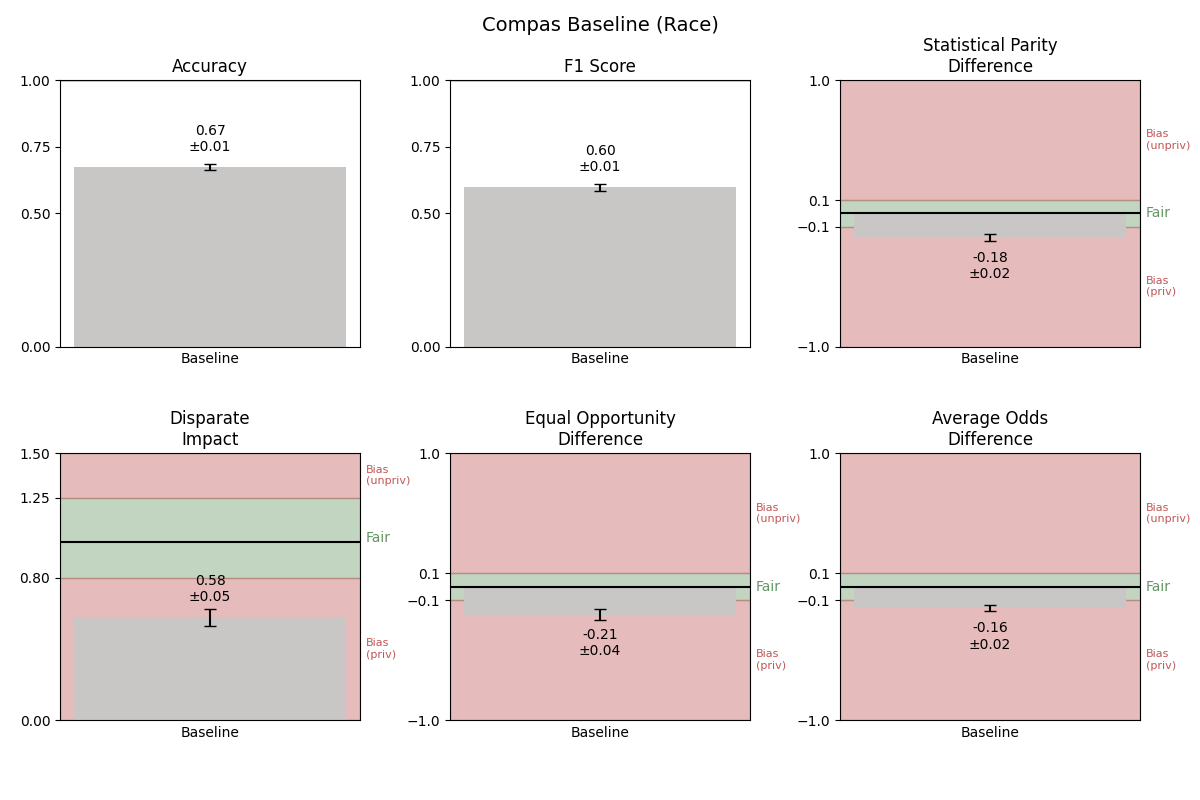 Compas Baseline (Race)
Accuracy
1.00
0.75
0.50
0.00
0.67
±0.01
Baseline
F1 Score
1.00
0.75
0.50
0.00
0.60
±0.01
Baseline
Statistical Parity
Difference
1.0
0.1
−0.1
−1.0
-0.18
±0.02
Bias
(unpriv)
Fair
Bias
(priv)
Baseline
Disparate
Impact
1.50
1.25
0.80
0.00
0.58
±0.05
Bias
(unpriv)
Fair
Bias
(priv)
Baseline
Equal Opportunity
Difference
1.0
0.1
−0.1
−1.0
-0.21
±0.04
Bias
(unpriv)
Fair
Bias
(priv)
Baseline
Average Odds
Difference
1.0
0.1
−0.1
−1.0
-0.16
±0.02
Bias
(unpriv)
Fair
Bias
(priv)
Baseline